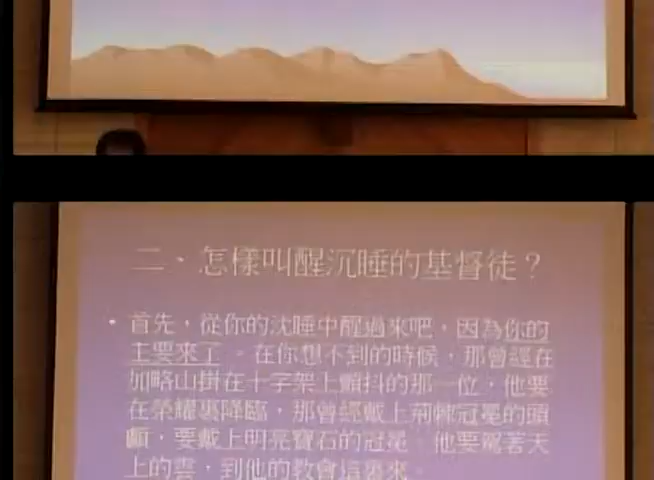 二、怎樣叫醒沉睡的基督徒？
• 首先，從你的沈睡中醒過來吧，因為你的
主要來了。在你想不到的時候，那曾經在
加略山掛在十字架上顫抖的那一位，他要
在榮耀裏降臨，那曾經戴上荊棘冠冕的頭
顱，要戴上明亮寶石的冠冕。他要駕著天
上的雲，到他的教會這裏來。